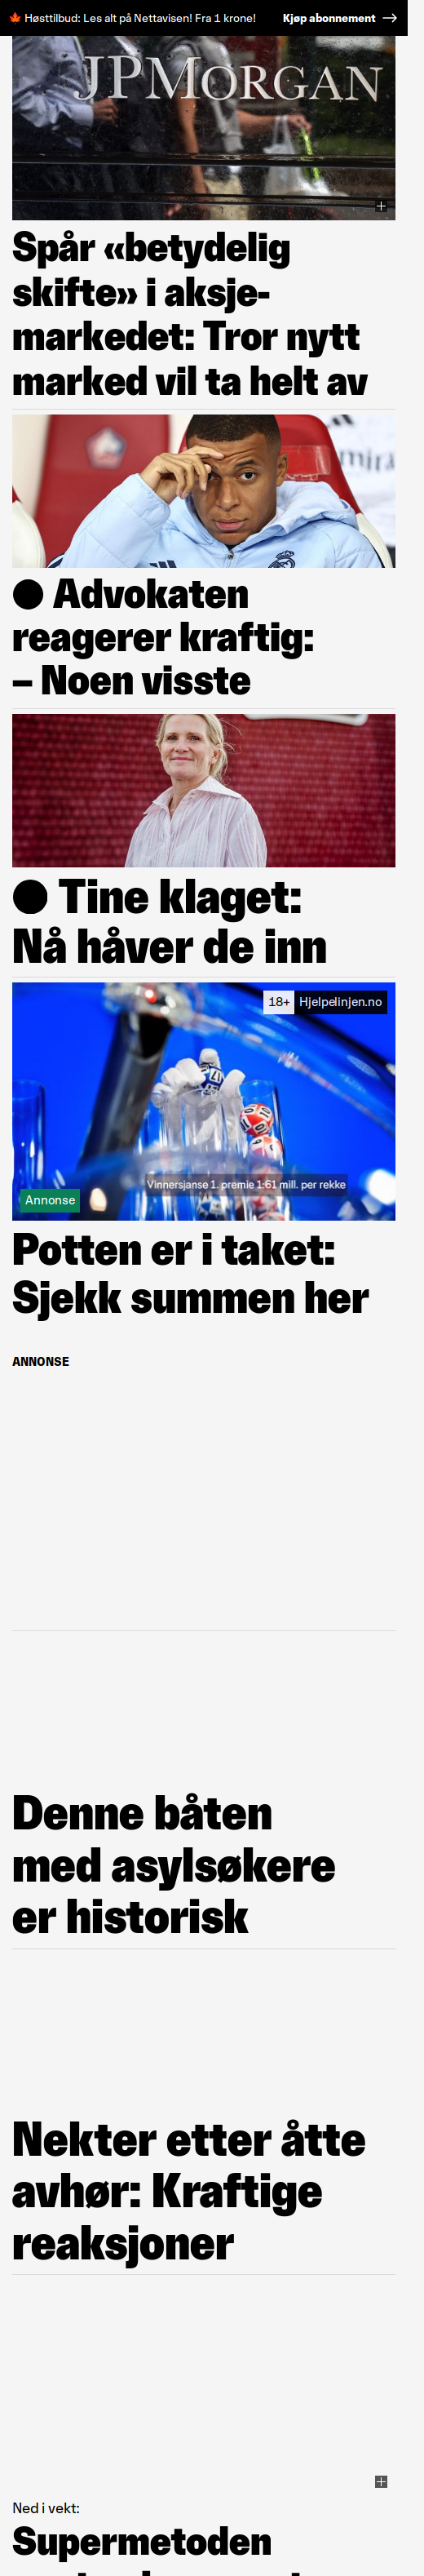 🍁 Høsttilbud: Les alt på Nettavisen! Fra 1 krone! Kjøp abonnement →
JPMORGAN
Spår «betydelig
skifte» i aksje-
markedet: Tror nytt
marked vil ta helt av
● Advokaten
reagerer kraftig:
– Noen visste
● Tine klaget:
Nå håver de inn
18+ Hjelpelinjen.no
Vinnersjanse 1. premie 1:61 mill. per rekke
Annonse
Potten er i taket:
Sjekk summen her
ANNONSE
Denne båten
med asylsøkere
er historisk
Nekter etter åtte
avhør: Kraftige
reaksjoner
Ned i vekt:
Supermetoden